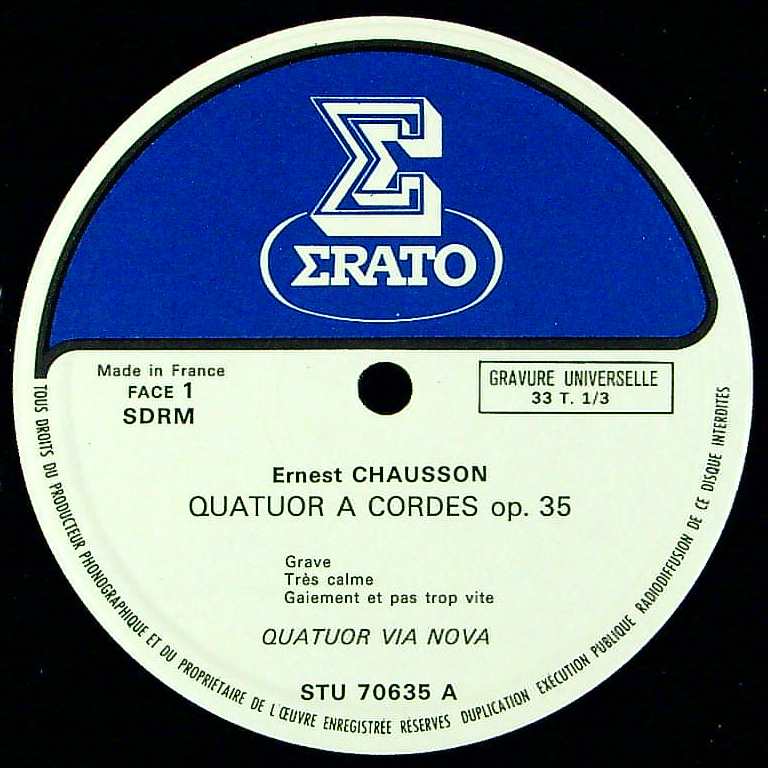 Σ
ΣRATO
Made in France
FACE 1
SDRM
GRAVURE UNIVERSELLE
33 T. 1/3
Ernest CHAUSSON
QUATUOR A CORDES op. 35
Grave
Très calme
Gaiement et pas trop vite
QUATUOR VIA NOVA
STU 70635 A
TOUS DROITS DU PRODUCTEUR PHONOGRAPHIQUE ET DU PROPRIETAIRE DE L'ŒUVRE ENREGISTRÉE RÉSERVES DUPLICATION EXECUTION PUBLIQUE RADIODIFFUSION DE CE DISQUE INTERDITES